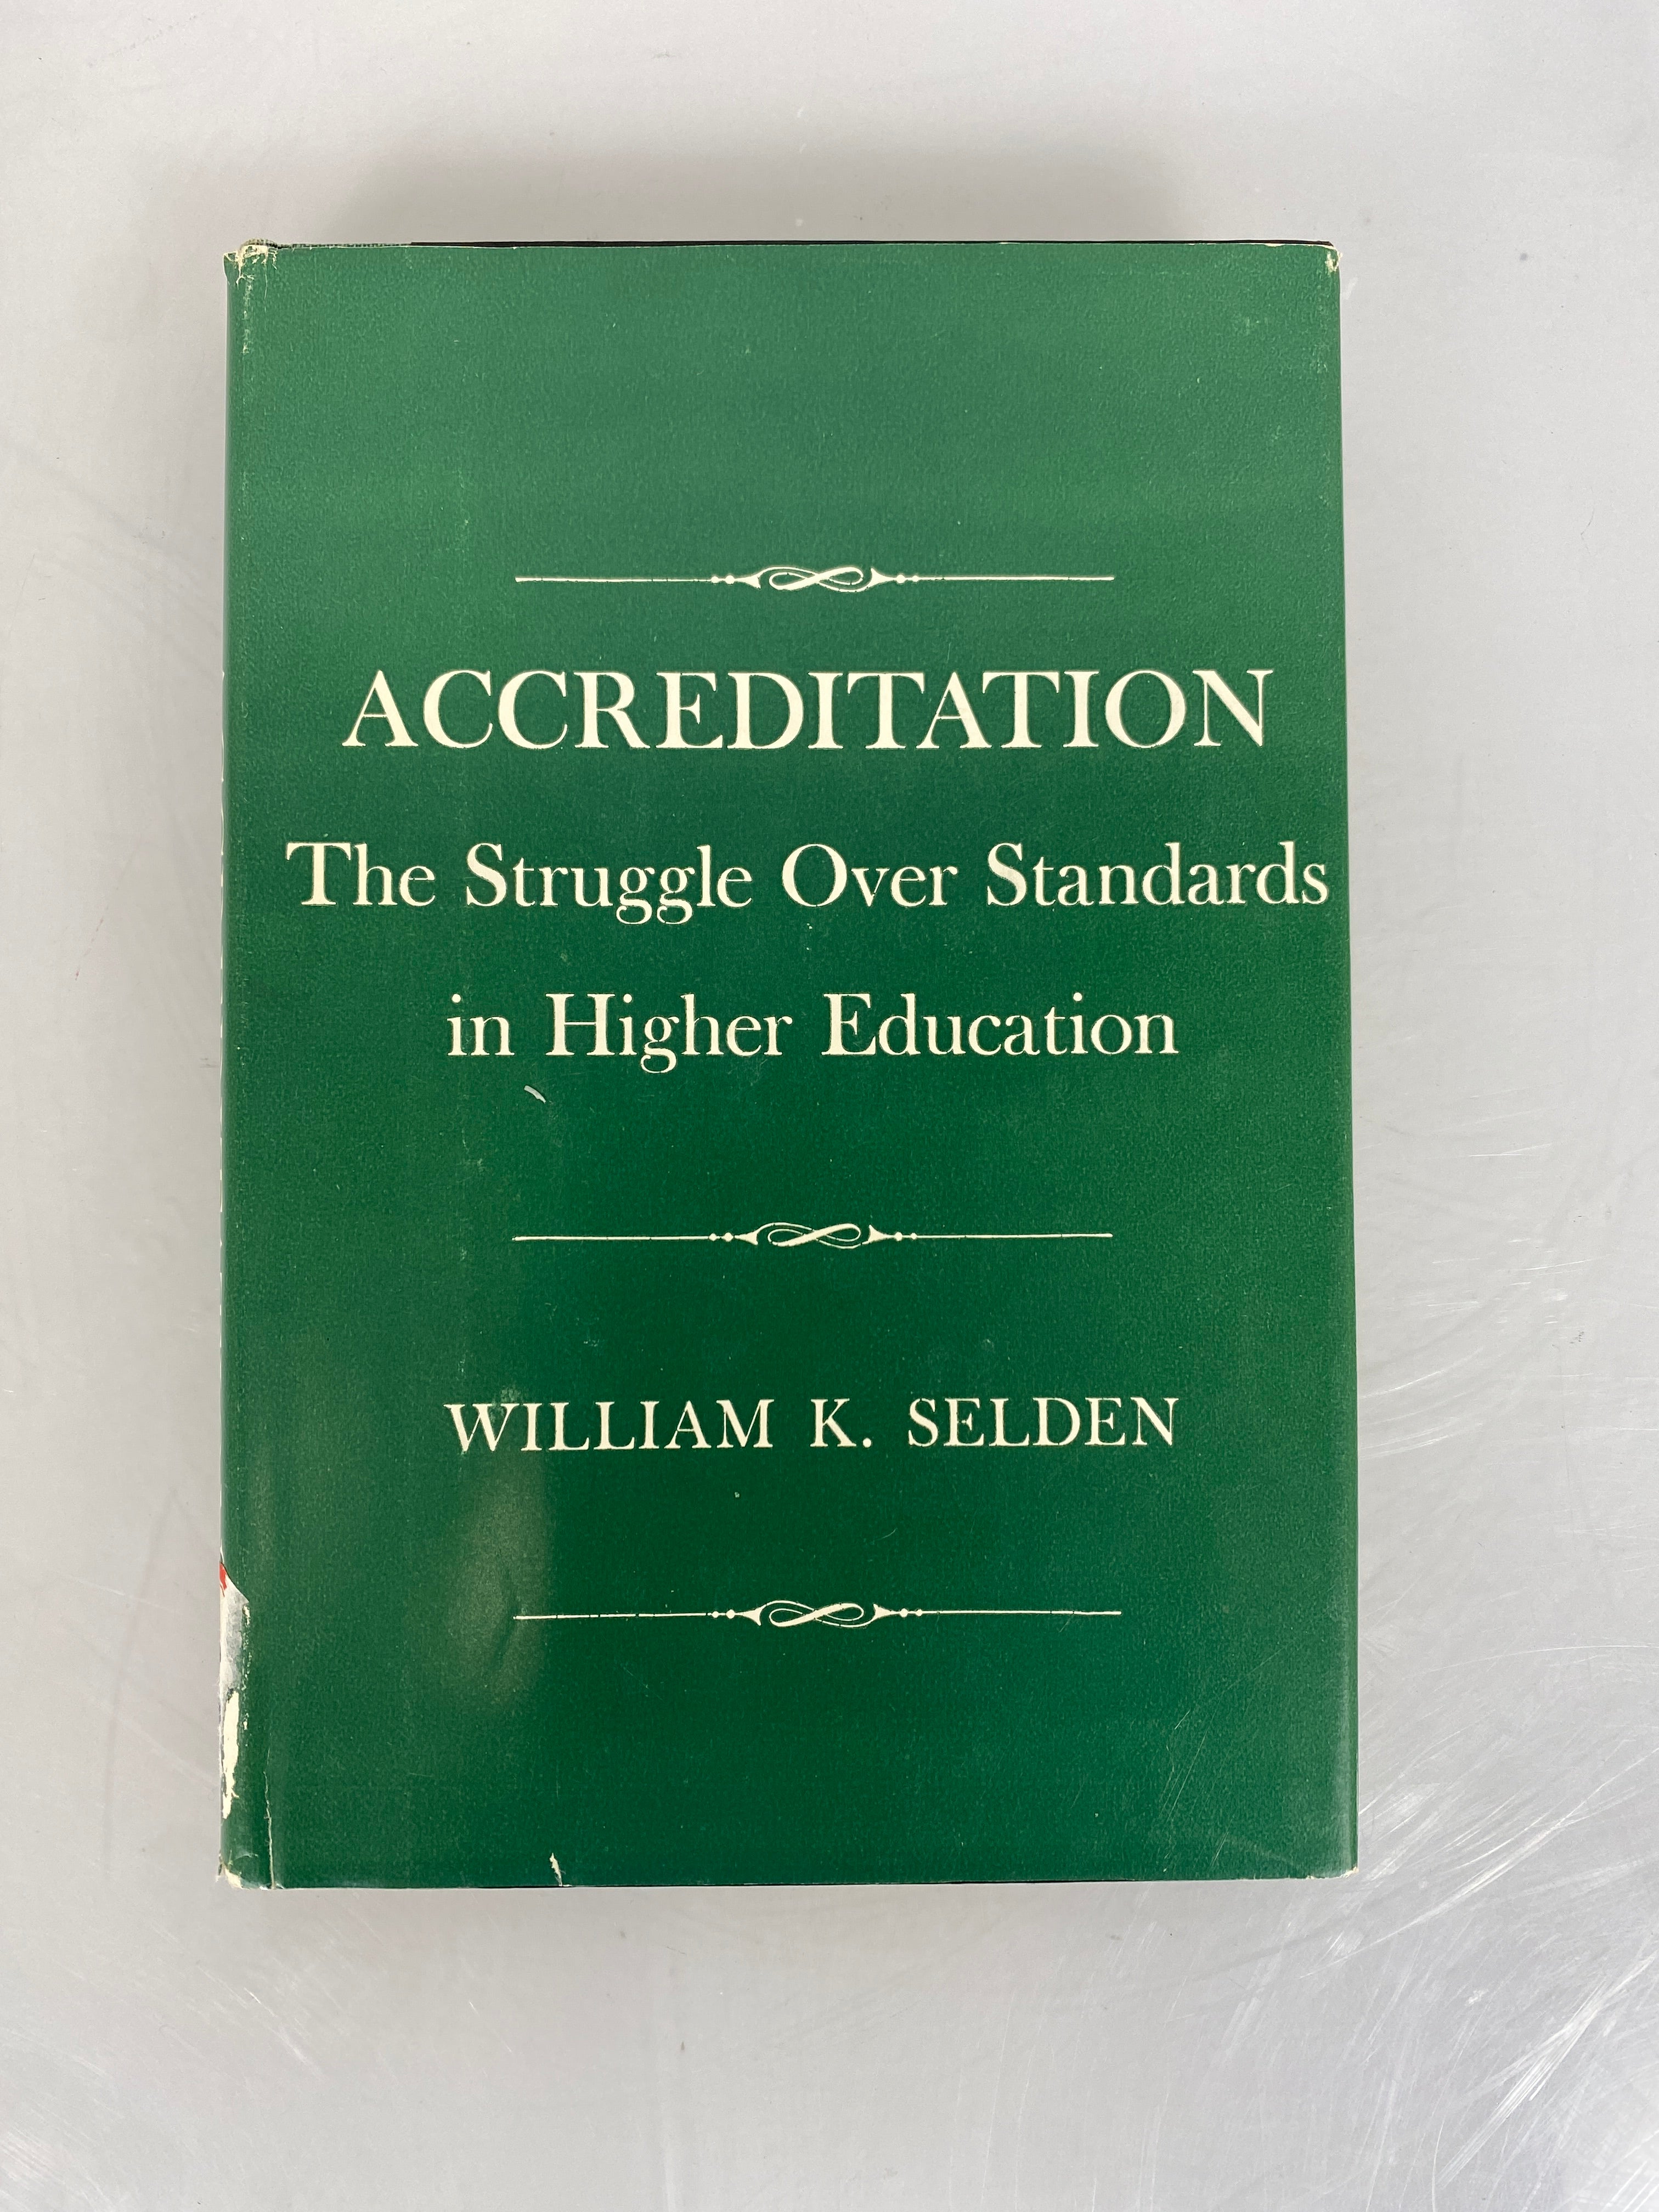 ACCREDITATION
The Struggle Over Standards
in Higher Education
WILLIAM K. SELDEN